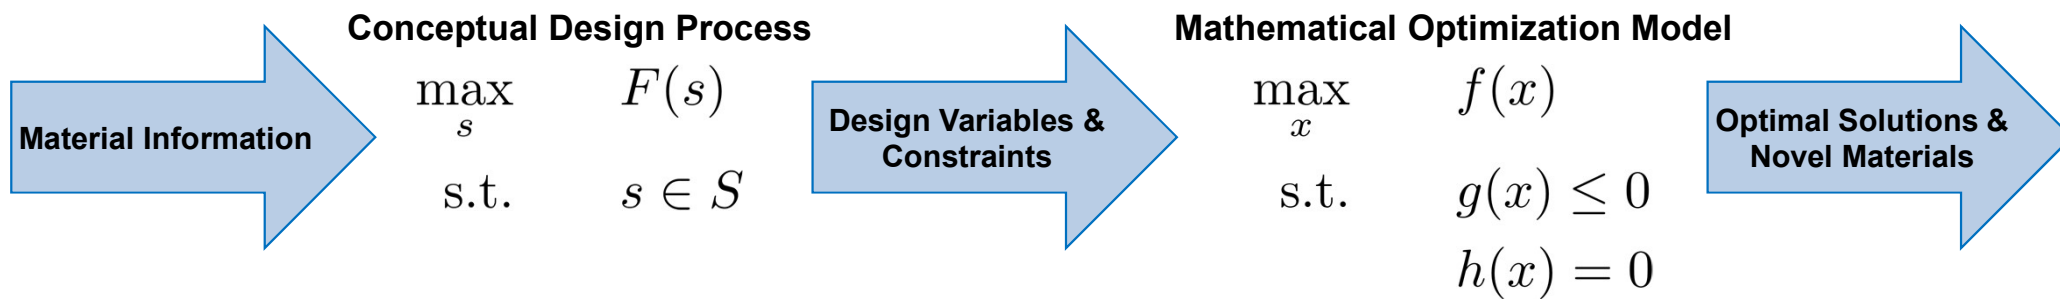 Material Information
Conceptual Design Process
max F(s)
s
s.t. s ∈ S
Design Variables &
Constraints
Mathematical Optimization Model
max f(x)
x
s.t. g(x) ≤ 0
h(x) = 0
Optimal Solutions &
Novel Materials